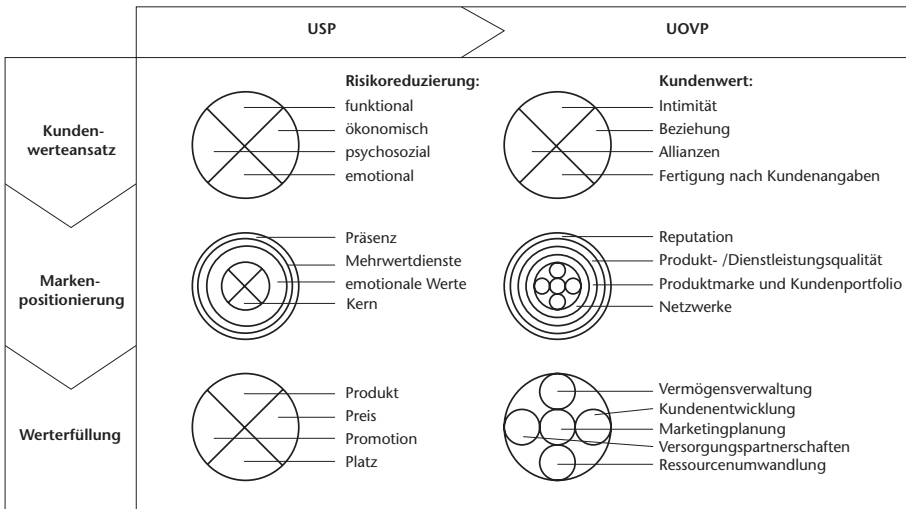 USP
UOVP
Kunden-
werteansatz
Risikoreduzierung:
funktional
ökonomisch
psychosozial
emotional
Kundenwert:
Intimität
Beziehung
Allianzen
Fertigung nach Kundenangaben
Marken-
positionierung
Präsenz
Mehrwertdienste
emotionale Werte
Kern
Reputation
Produkt- /Dienstleistungsqualität
Produktmarke und Kundenportfolio
Netzwerke
Werterfüllung
Produkt
Preis
Promotion
Platz
Vermögensverwaltung
Kundenentwicklung
Marketingplanung
Versorgungspartnerschaften
Ressourcenumwandlung